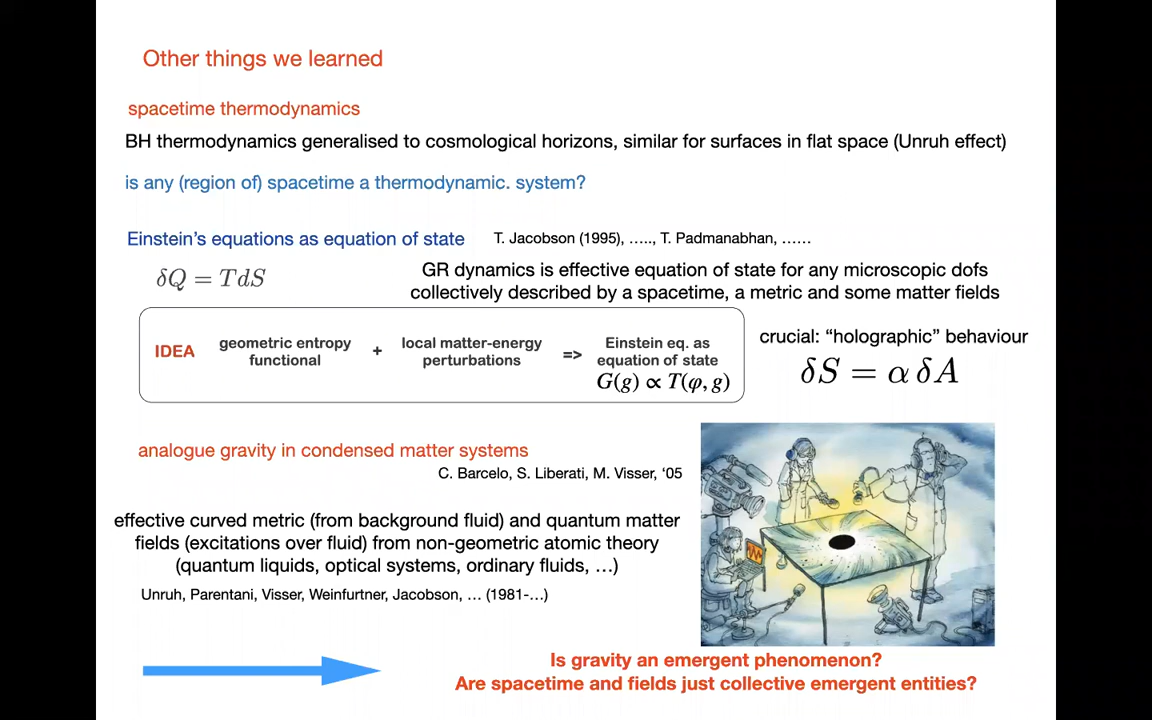 Other things we learned
spacetime thermodynamics
BH thermodynamics generalised to cosmological horizons, similar for surfaces in flat space (Unruh effect)
is any (region of) spacetime a thermodynamic. system?
Einstein's equations as equation of state
T. Jacobson (1995), ….., T. Padmanabhan, ……
δQ = TdS
GR dynamics is effective equation of state for any microscopic dofs
collectively described by a spacetime, a metric and some matter fields
IDEA
geometric entropy
functional
+
local matter-energy
perturbations
=>
Einstein eq. as
equation of state
G(g) ∝ T(φ, g)
crucial: “holographic” behaviour
δS = α δA
analogue gravity in condensed matter systems
C. Barcelo, S. Liberati, M. Visser, ‘05
effective curved metric (from background fluid) and quantum matter
fields (excitations over fluid) from non-geometric atomic theory
(quantum liquids, optical systems, ordinary fluids, …)
Unruh, Parentani, Visser, Weinfurtner, Jacobson, … (1981-…)
Is gravity an emergent phenomenon?
Are spacetime and fields just collective emergent entities?